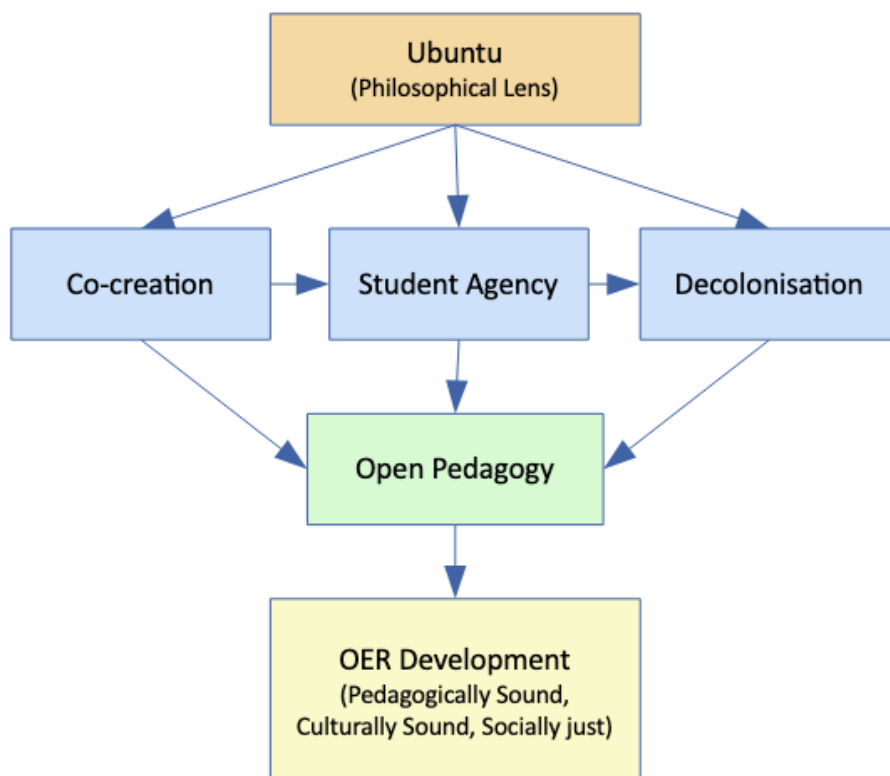 Ubuntu
(Philosophical Lens)
Co-creation
Student Agency
Decolonisation
Open Pedagogy
OER Development
(Pedagogically Sound,
Culturally Sound, Socially just)